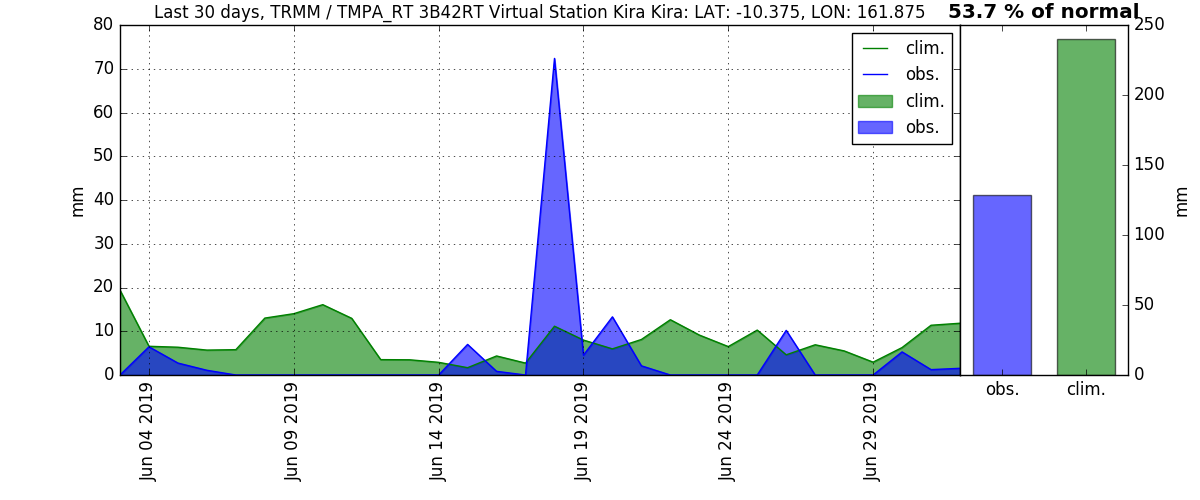 Last 30 days, TRMM / TMPA_RT 3B42RT Virtual Station Kira Kira: LAT: -10.375, LON: 161.875
53.7 % of normal
80
70
60
50
40
30
20
10
0
mm
clim.
obs.
clim.
obs.
Jun 04 2019
Jun 09 2019
Jun 14 2019
Jun 19 2019
Jun 24 2019
Jun 29 2019
250
200
150
100
50
0
mm
obs.
clim.